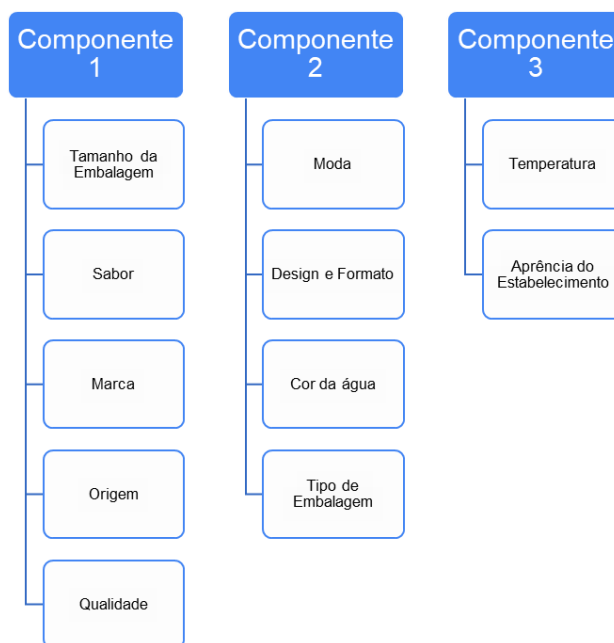 Componente
1
Tamanho da
Embalagem
Sabor
Marca
Origem
Qualidade
Componente
2
Moda
Design e Formato
Cor da água
Tipo de
Embalagem
Componente
3
Temperatura
Aprência do
Estabelecimento